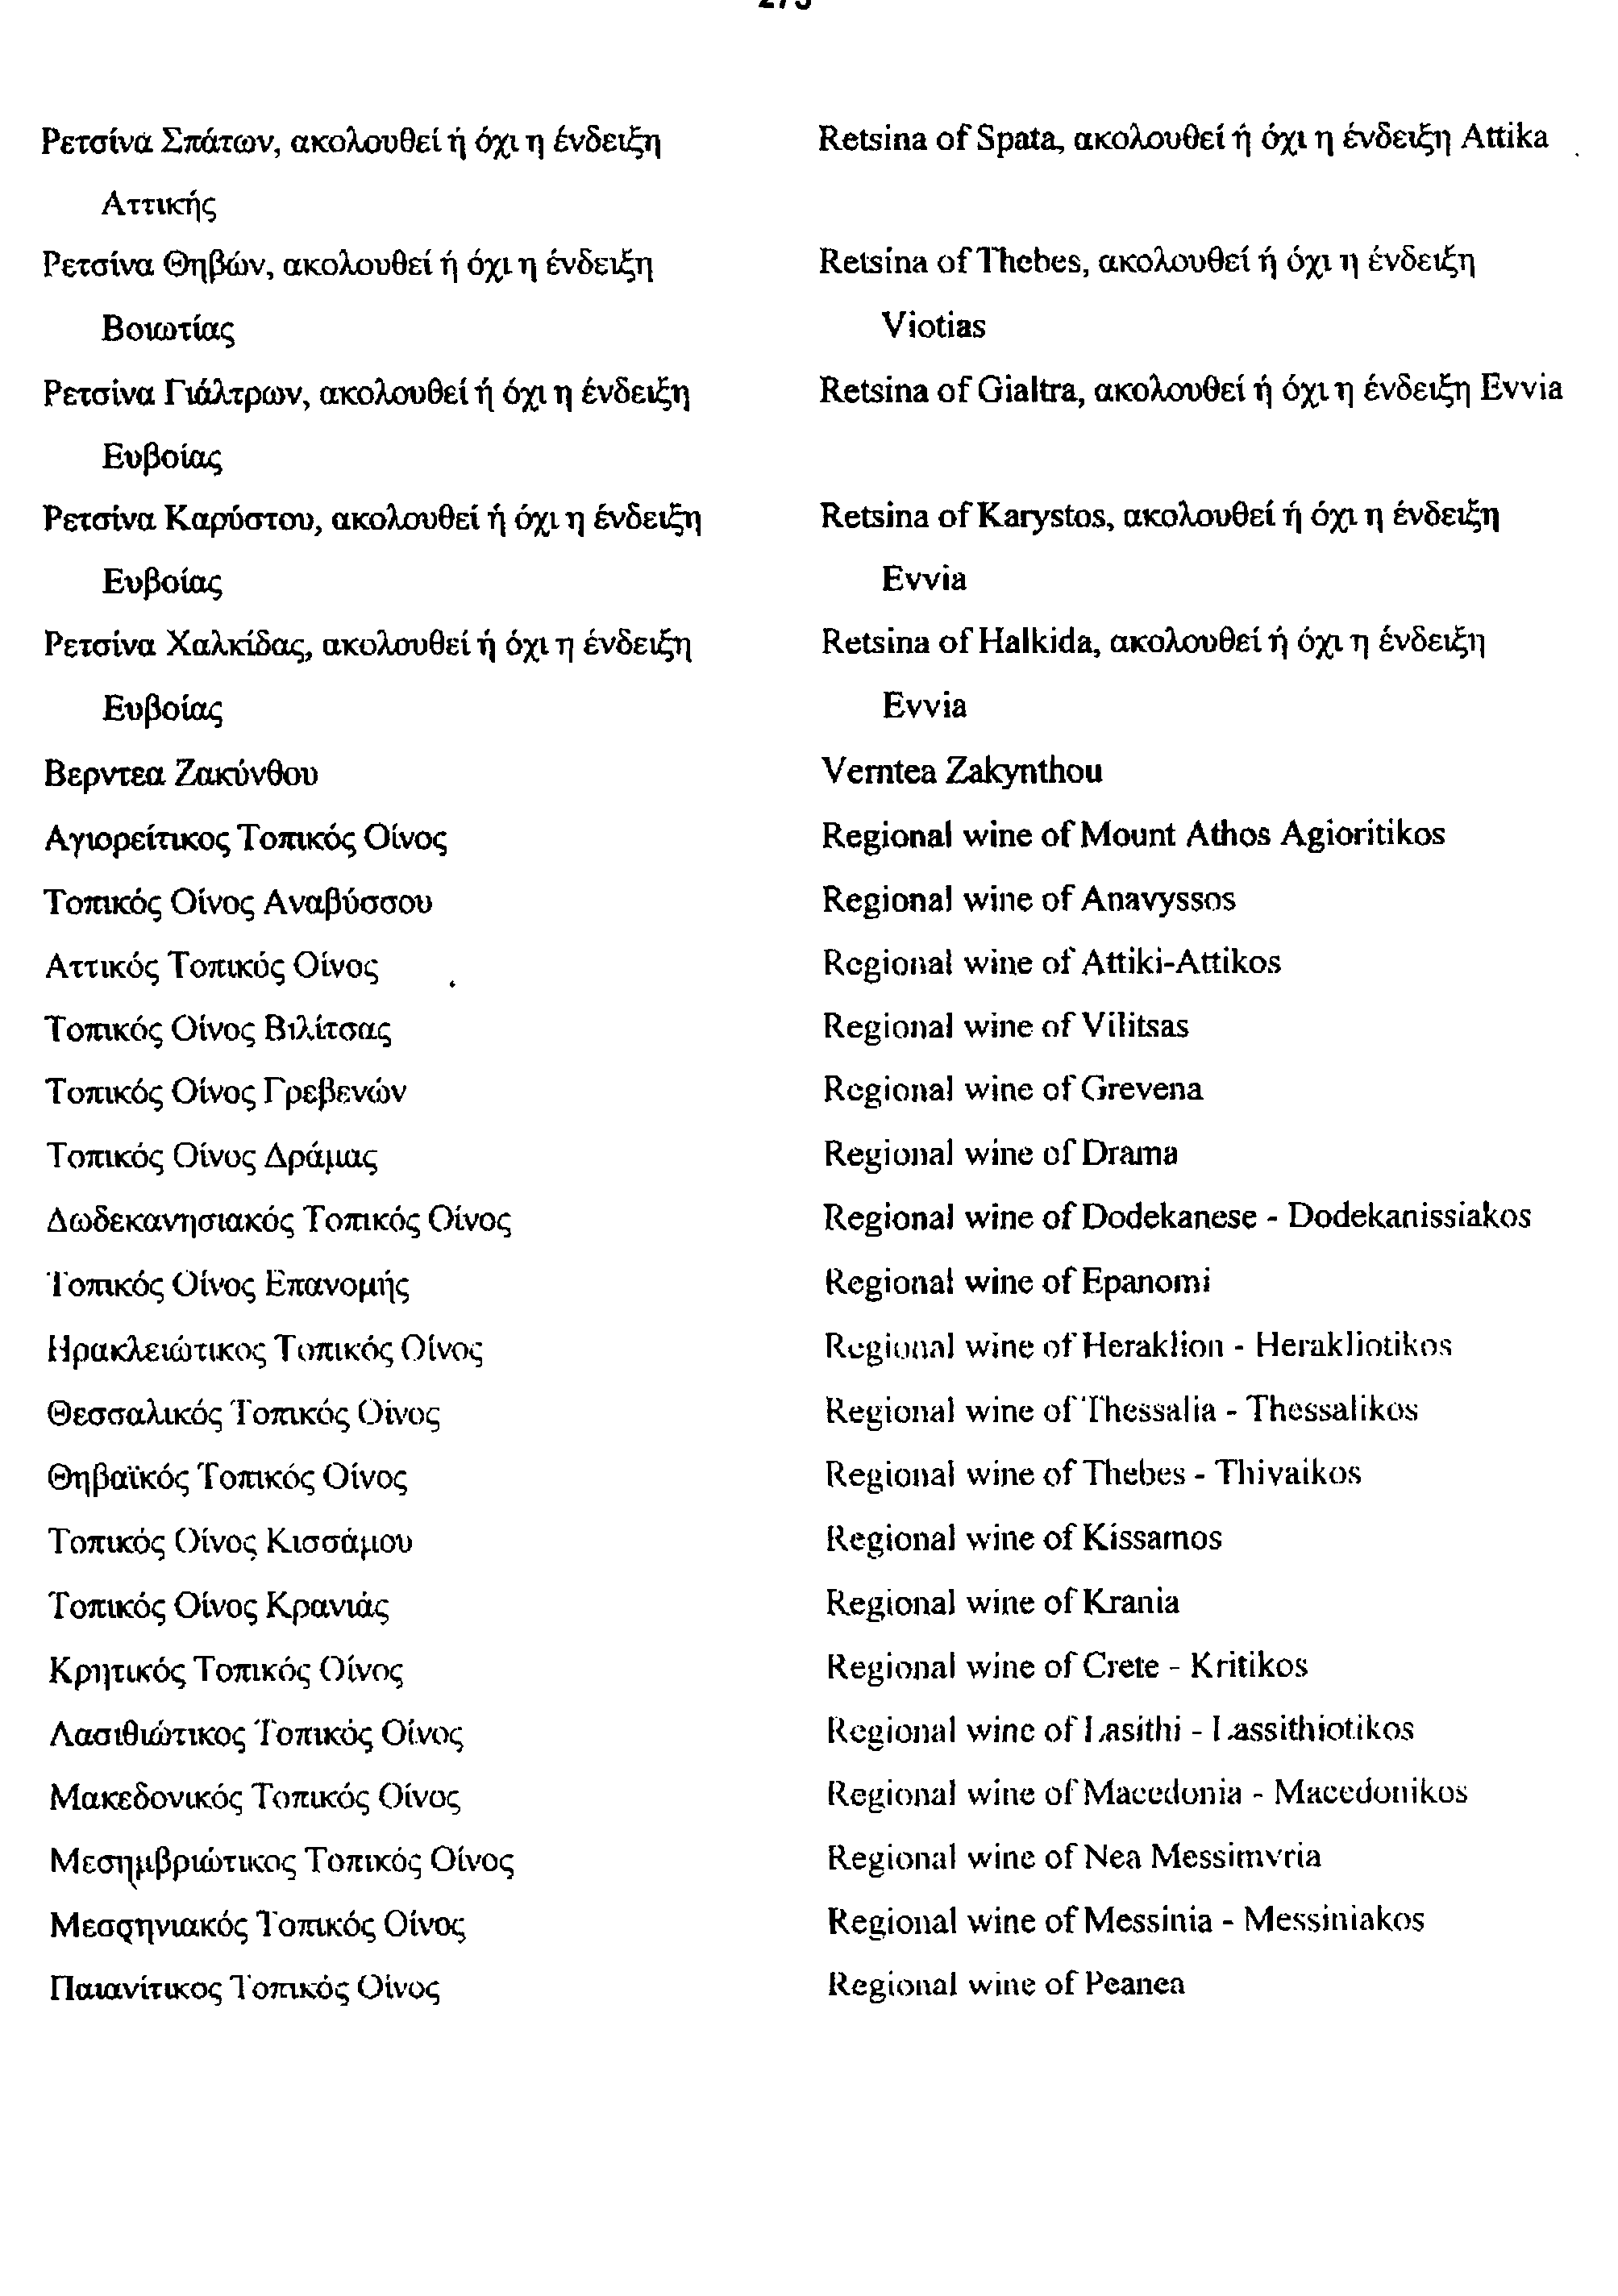 Ρετσίνα Σπάτων, ακολουθεί ή όχι η ένδειξη
Αττικής
Retsina of Spata, ακολουθεί ή όχι η ένδειξη Attika
Ρετσίνα Θηβών, ακολουθεί ή όχι η ένδειξη
Βοιωτίας
Retsina of Thebes, ακολουθεί ή όχι η ένδειξη
Viotias
Ρετσίνα Γιάλτρων, ακολουθεί ή όχι η ένδειξη
Ευβοίας
Retsina of Gialtra, ακολουθεί ή όχι η ένδειξη Evvia
Ρετσίνα Καρύστου, ακολουθεί ή όχι η ένδειξη
Ευβοίας
Retsina of Karystos, ακολουθεί ή όχι η ένδειξη
Evvia
Ρετσίνα Χαλκίδας, ακολουθεί ή όχι η ένδειξη
Ευβοίας
Retsina of Halkida, ακολουθεί ή όχι η ένδειξη
Evvia
Βερντεα Ζακύνθου
Verntea Zakynthou
Αγιορείτικος Τοπικός Οίνος
Regional wine of Mount Athos Agioritikos
Τοπικός Οίνος Αναβύσσου
Regional wine of Anavyssos
Αττικός Τοπικός Οίνος
Regional wine of Attiki-Attikos
Τοπικός Οίνος Βιλίτσας
Regional wine of Vilitsas
Τοπικός Οίνος Γρεβενών
Regional wine of Grevena
Τοπικός Οίνος Δράμας
Regional wine of Drama
Δωδεκανησιακός Τοπικός Οίνος
Regional wine of Dodekanese - Dodekanissiakos
Τοπικός Οίνος Επανομής
Regional wine of Epanomi
Ηρακλειώτικος Τοπικός Οίνος
Regional wine of Heraklion - Herakliotikos
Θεσσαλικός Τοπικός Οίνος
Regional wine of Thessalia - Thessalikos
Θηβαϊκός Τοπικός Οίνος
Regional wine of Thebes - Thivaikos
Τοπικός Οίνος Κισσάμου
Regional wine of Kissamos
Τοπικός Οίνος Κρανιάς
Regional wine of Krania
Κρητικός Τοπικός Οίνος
Regional wine of Crete - Kritikos
Λασιθιώτικος Τοπικός Οίνος
Regional wine of Lasithi - Lassithiotikos
Μακεδονικός Τοπικός Οίνος
Regional wine of Macedonia - Macedonikos
Μεσημβριώτικος Τοπικός Οίνος
Regional wine of Nea Messimvria
Μεσσηνιακός Τοπικός Οίνος
Regional wine of Messinia - Messiniakos
Παιανίτικος Τοπικός Οίνος
Regional wine of Peanea